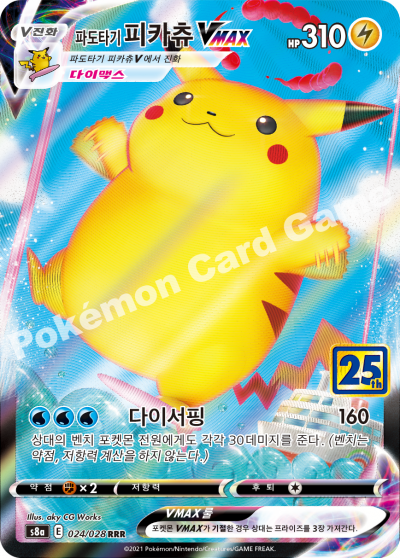 V진화
파도타기 피카츄 VMAX
HP 310
파도타기 피카츄V에서 진화
다이맥스
Pokémon Card Game
25th
다이서핑 160
상대의 벤치 포켓몬 전원에게도 각각 30데미지를 준다. (벤치는
약점, 저항력 계산을 하지 않는다.)
약점 ×2 저항력 후퇴
Illus. aky CG Works
VMAX 룰
s8a E 024/028 RRR
포켓몬 VMAX가 기절한 경우 상대는 프라이즈를 3장 가져간다.
©2021 Pokémon/Nintendo/Creatures/GAME FREAK.